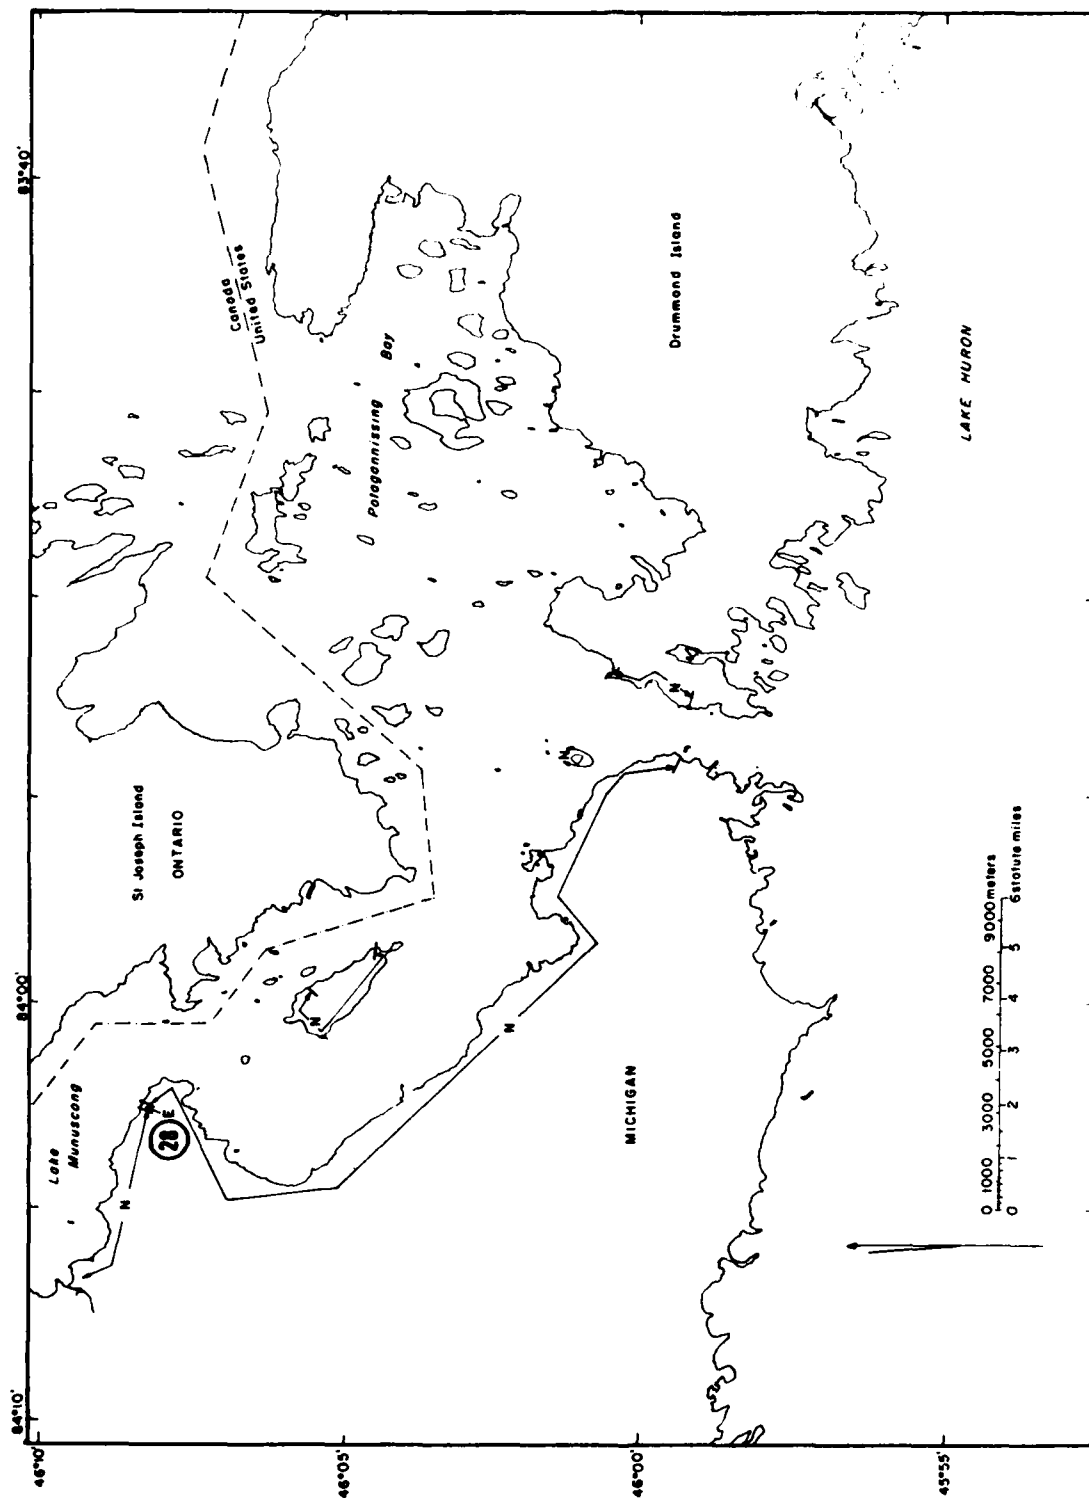 84°10'
84°00'
83°40'
46°10'
46°05'
46°00'
45°55'
Lake
Munuscong
St Joseph Island
ONTARIO
Canada
United States
Potagannissing
Bay
Drummond Island
LAKE HURON
MICHIGAN
28
E
N
N
N
N
N
0 1000 3000 5000 7000 9000 meters
0 1 2 3 4 5 6 statute miles